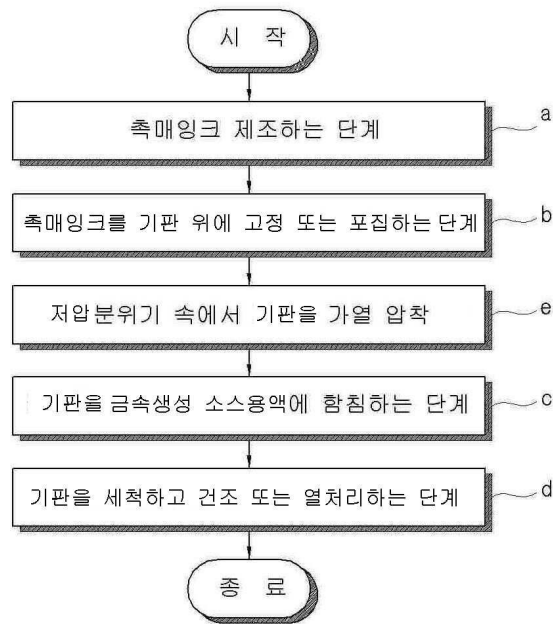 시 작
촉매잉크 제조하는 단계
a
촉매잉크를 기판 위에 고정 또는 포집하는 단계
b
저압분위기 속에서 기판을 가열 압착
e
기판을 금속생성 소스용액에 함침하는 단계
c
기판을 세척하고 건조 또는 열처리하는 단계
d
종 료